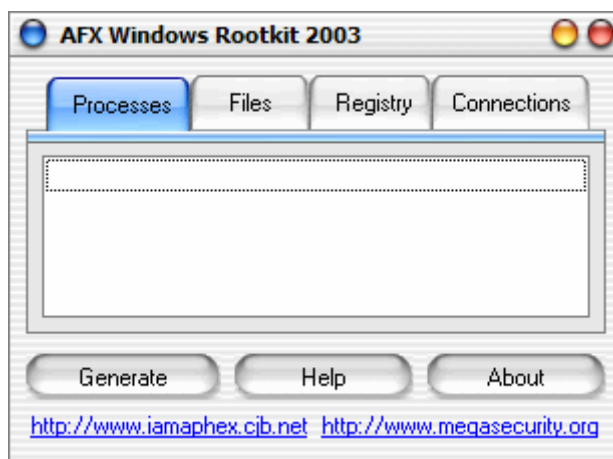 AFX Windows Rootkit 2003
Processes Files Registry Connections
Generate Help About
http://www.iamaphex.cjb.net http://www.megasecurity.org